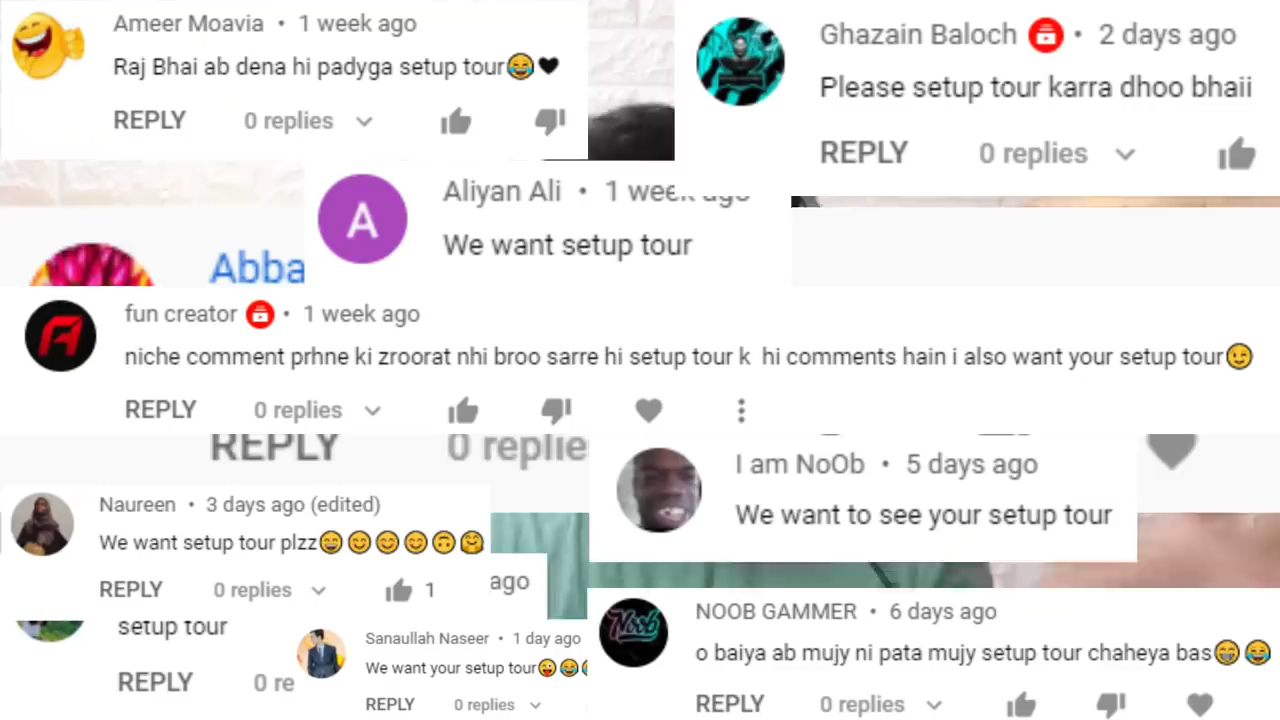 Ameer Moavia • 1 week ago
Raj Bhai ab dena hi padyga setup tour😂🖤
REPLY 0 replies
Ghazain Baloch • 2 days ago
Please setup tour karra dhoo bhaii
REPLY 0 replies
A
Aliyan Ali • 1 week ago
We want setup tour
Abba
fun creator • 1 week ago
niche comment prhne ki zroorat nhi broo sarre hi setup tour k hi comments hain i also want your setup tour😉
REPLY 0 replies
REPLY 0 replie
I am NoOb • 5 days ago
We want to see your setup tour
Naureen • 3 days ago (edited)
We want setup tour plzz😄😊😊😊🙃🤗
REPLY 0 replies 1
ago
setup tour
REPLY 0 re
Sanaullah Naseer • 1 day ago
We want your setup tour😜😂
REPLY 0 replies
Noob
NOOB GAMMER • 6 days ago
o baiya ab mujy ni pata mujy setup tour chaheya bas😁😂
REPLY 0 replies